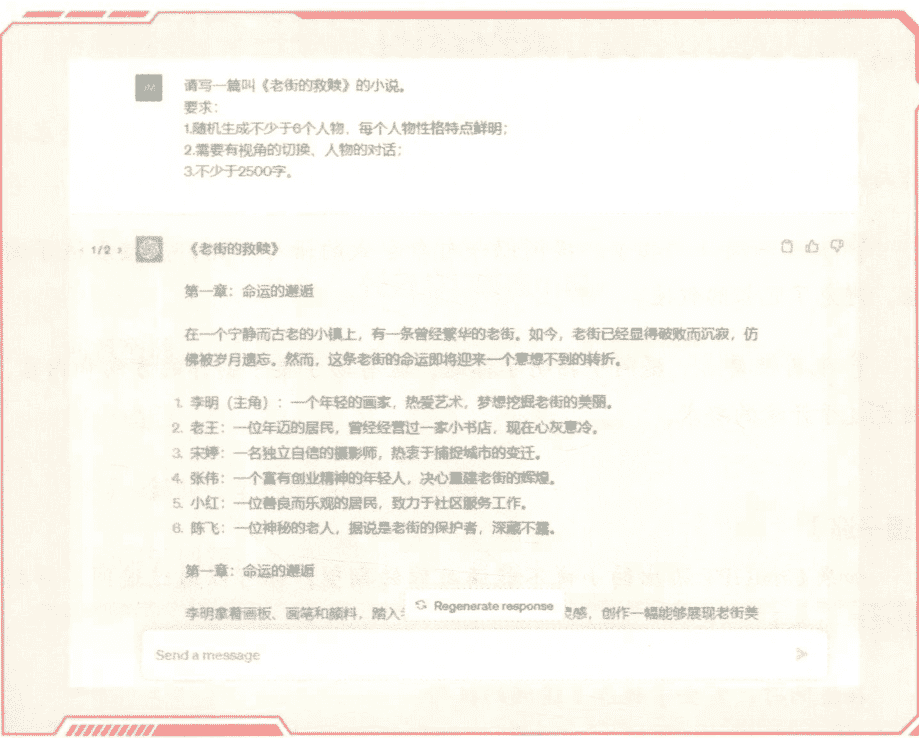 请写一篇叫《老街的救赎》的小说。
要求：
1.随机生成不少于6个人物，每个人物性格特点鲜明；
2.需要有视角的切换、人物的对话；
3.不少于2500字。
‹ 1/2 ›
《老街的救赎》
第一章：命运的邂逅
在一个宁静而古老的小镇上，有一条曾经繁华的老街。如今，老街已经显得破败而沉寂，仿
佛被岁月遗忘。然而，这条老街的命运即将迎来一个意想不到的转折。
1. 李明（主角）：一个年轻的画家，热爱艺术，梦想挖掘老街的美丽。
2. 老王：一位年迈的居民，曾经经营过一家小书店，现在心灰意冷。
3. 宋婷：一名独立自信的摄影师，热衷于捕捉城市的变迁。
4. 张伟：一个富有创业精神的年轻人，决心重建老街的辉煌。
5. 小红：一位善良而乐观的居民，致力于社区服务工作。
6. 陈飞：一位神秘的老人，据说是老街的保护者，深藏不露。
第一章：命运的邂逅
李明拿着画板、画笔和颜料，踏入 Regenerate response 灵感，创作一幅能够展现老街美
Send a message